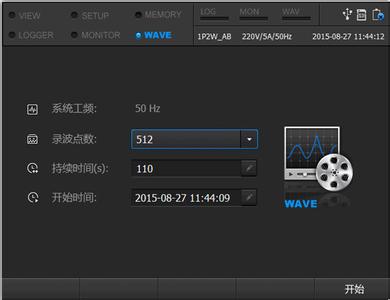 VIEW SETUP MEMORY LOG MON WAV
LOGGER MONITOR WAVE 1P2W_AB 220V/5A/50Hz 2015-08-27 11:44:12
系统工频: 50 Hz
录波点数: 512
持续时间(s): 110
开始时间: 2015-08-27 11:44:09
WAVE
开始